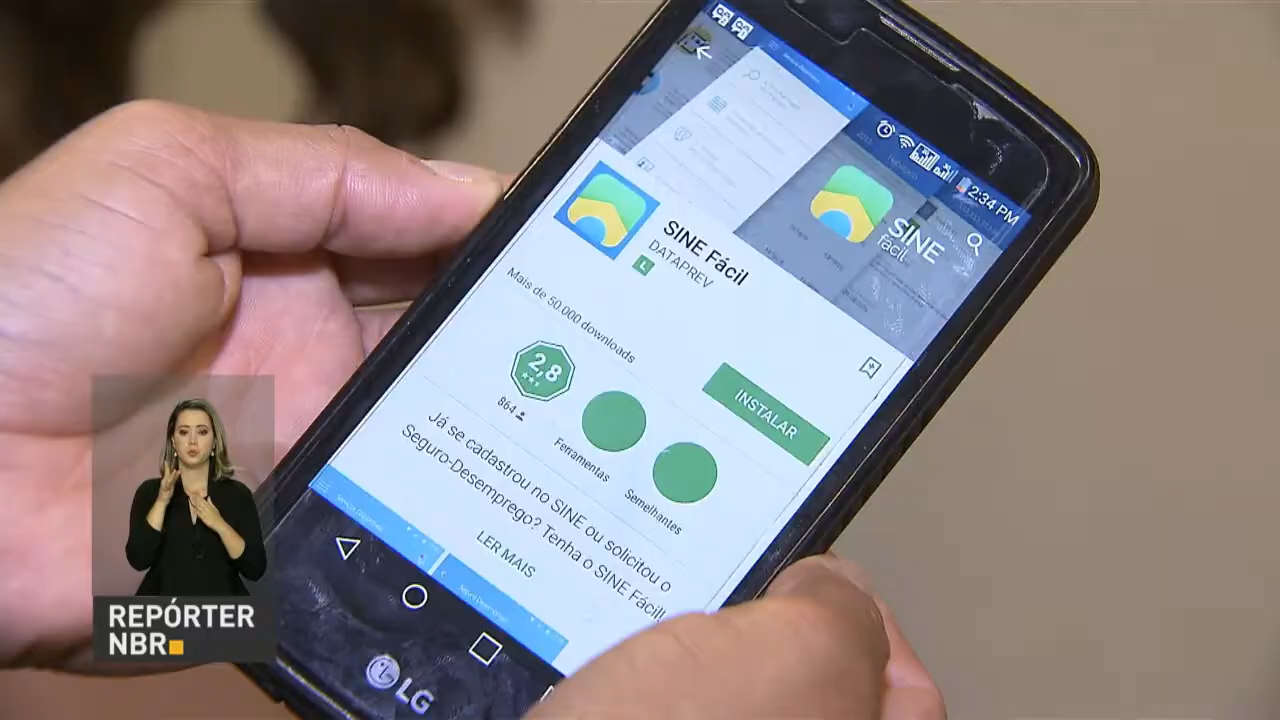 2:34 PM
SINE
fácil
SINE Fácil
DATAPREV
L
Mais de 50.000 downloads
INSTALAR
2,8
864
Ferramentas
Semelhantes
Já se cadastrou no SINE ou solicitou o
Seguro-Desemprego? Tenha o SINE Fácil!
LER MAIS
LG
REPÓRTER
NBR